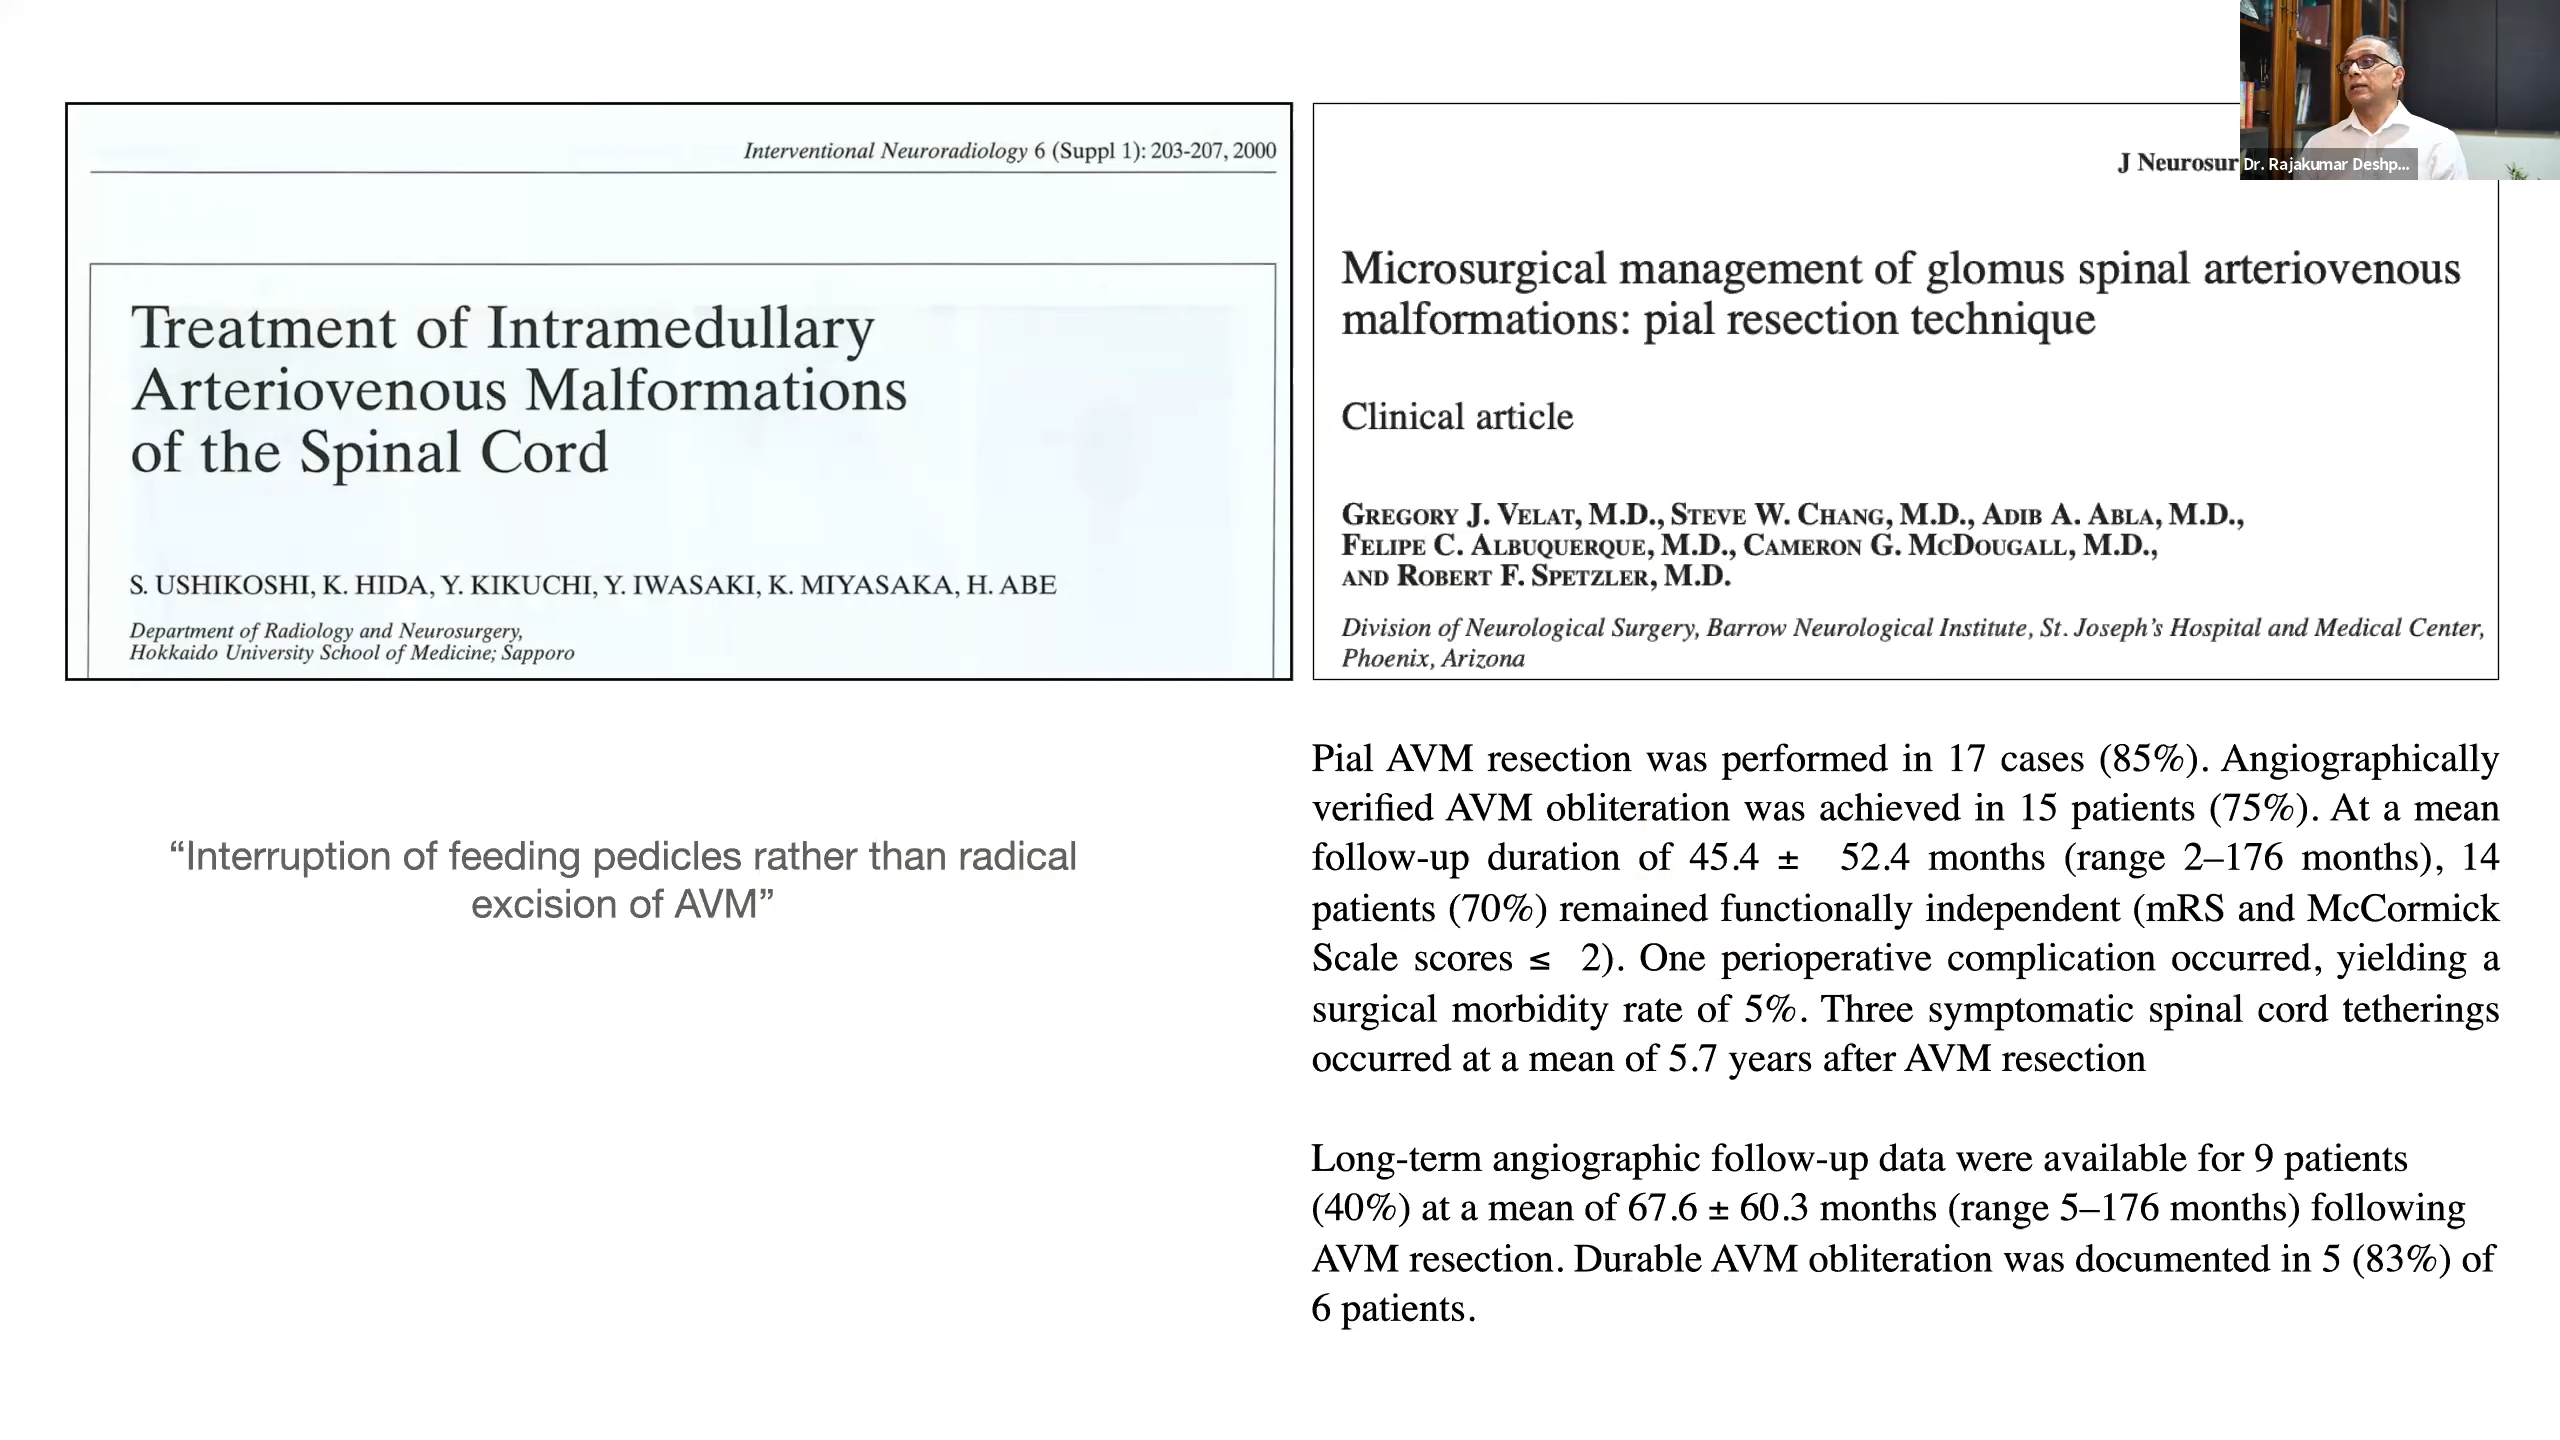 Interventional Neuroradiology 6 (Suppl 1): 203-207, 2000
Treatment of Intramedullary
Arteriovenous Malformations
of the Spinal Cord
S. USHIKOSHI, K. HIDA, Y. KIKUCHI, Y. IWASAKI, K. MIYASAKA, H. ABE
Department of Radiology and Neurosurgery,
Hokkaido University School of Medicine; Sapporo
“Interruption of feeding pedicles rather than radical
excision of AVM”
J Neurosur
Dr. Rajakumar Deshp...
Microsurgical management of glomus spinal arteriovenous
malformations: pial resection technique
Clinical article
GREGORY J. VELAT, M.D., STEVE W. CHANG, M.D., ADIB A. ABLA, M.D.,
FELIPE C. ALBUQUERQUE, M.D., CAMERON G. MCDOUGALL, M.D.,
AND ROBERT F. SPETZLER, M.D.
Division of Neurological Surgery, Barrow Neurological Institute, St. Joseph’s Hospital and Medical Center,
Phoenix, Arizona
Pial AVM resection was performed in 17 cases (85%). Angiographically
verified AVM obliteration was achieved in 15 patients (75%). At a mean
follow-up duration of 45.4 ± 52.4 months (range 2–176 months), 14
patients (70%) remained functionally independent (mRS and McCormick
Scale scores ≤ 2). One perioperative complication occurred, yielding a
surgical morbidity rate of 5%. Three symptomatic spinal cord tetherings
occurred at a mean of 5.7 years after AVM resection
Long-term angiographic follow-up data were available for 9 patients
(40%) at a mean of 67.6 ± 60.3 months (range 5–176 months) following
AVM resection. Durable AVM obliteration was documented in 5 (83%) of
6 patients.